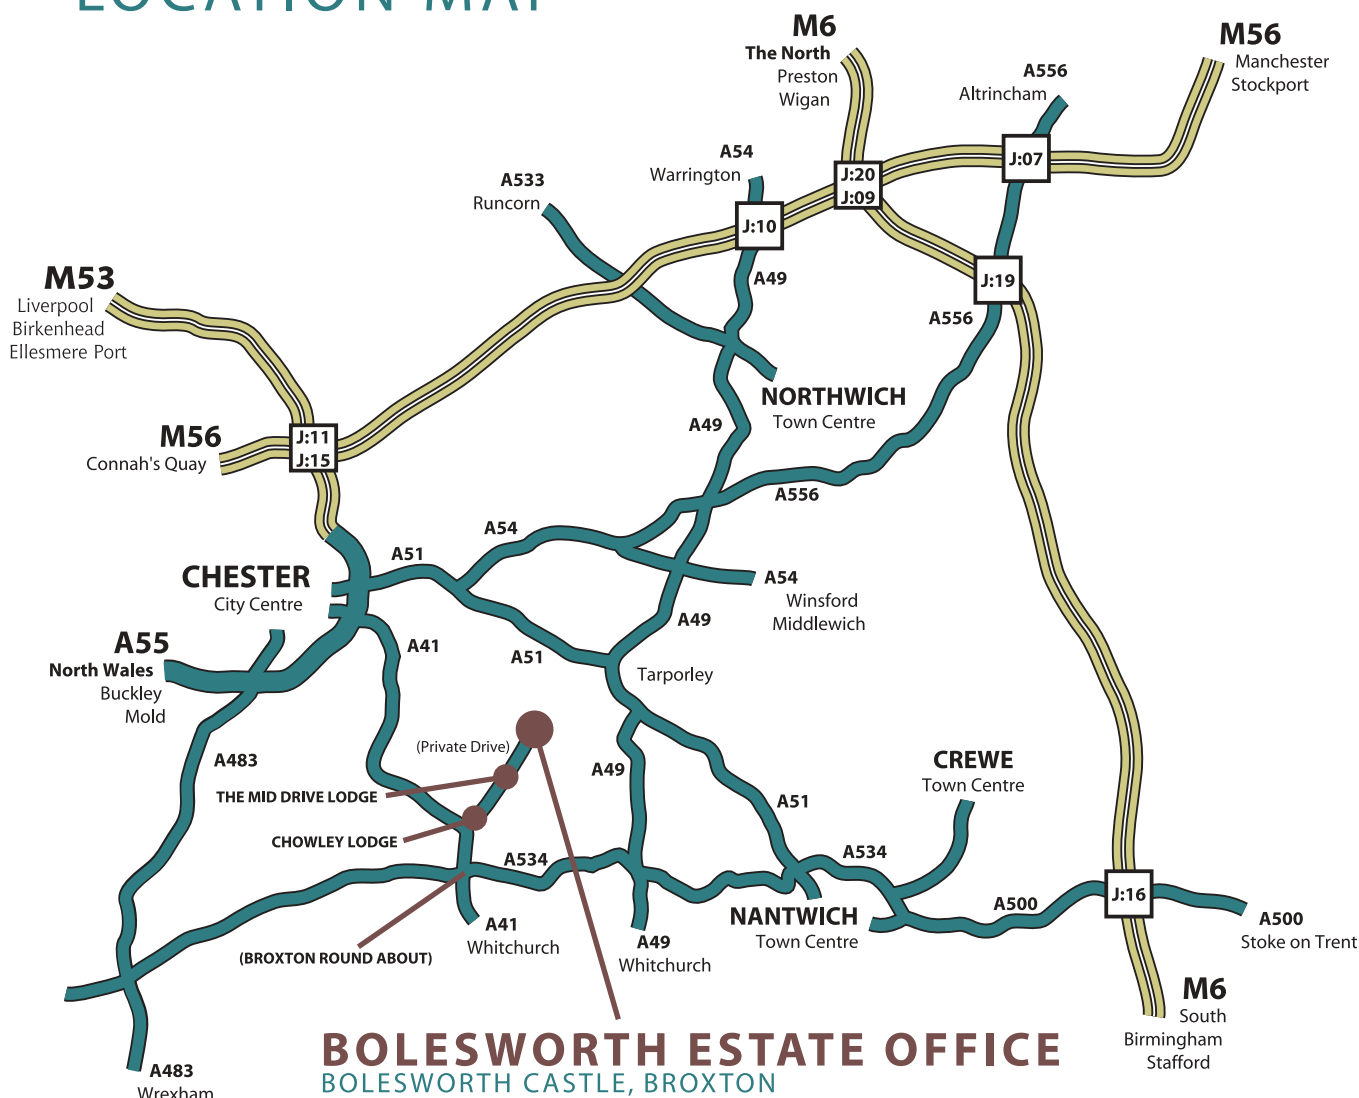 LOCATION MAP
M6
The North
Preston
Wigan
M56
Manchester
Stockport
A556
Altrincham
A54
Warrington
J:07
J:20
J:09
A533
Runcorn
J:10
M53
Liverpool
Birkenhead
Ellesmere Port
A49
J:19
A556
NORTHWICH
Town Centre
A49
M56
Connah's Quay
J:11
J:15
A556
A54
A51
CHESTER
City Centre
A54
Winsford
Middlewich
A49
A55
North Wales
Buckley
Mold
A41
A51
Tarporley
(Private Drive)
A483
A49
CREWE
Town Centre
THE MID DRIVE LODGE
A51
CHOWLEY LODGE
A534
A534
J:16
NANTWICH
Town Centre
A500
A500
Stoke on Trent
A41
Whitchurch
A49
Whitchurch
(BROXTON ROUND ABOUT)
M6
South
Birmingham
Stafford
BOLESWORTH ESTATE OFFICE
BOLESWORTH CASTLE, BROXTON
A483
Wrexham